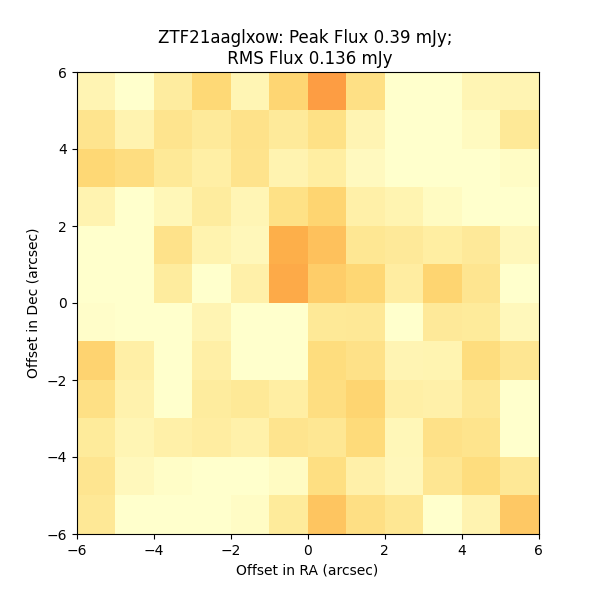 ZTF21aaglxow: Peak Flux 0.39 mJy;
RMS Flux 0.136 mJy
6
4
2
0
−2
−4
−6
Offset in Dec (arcsec)
−6 −4 −2 0 2 4 6
Offset in RA (arcsec)